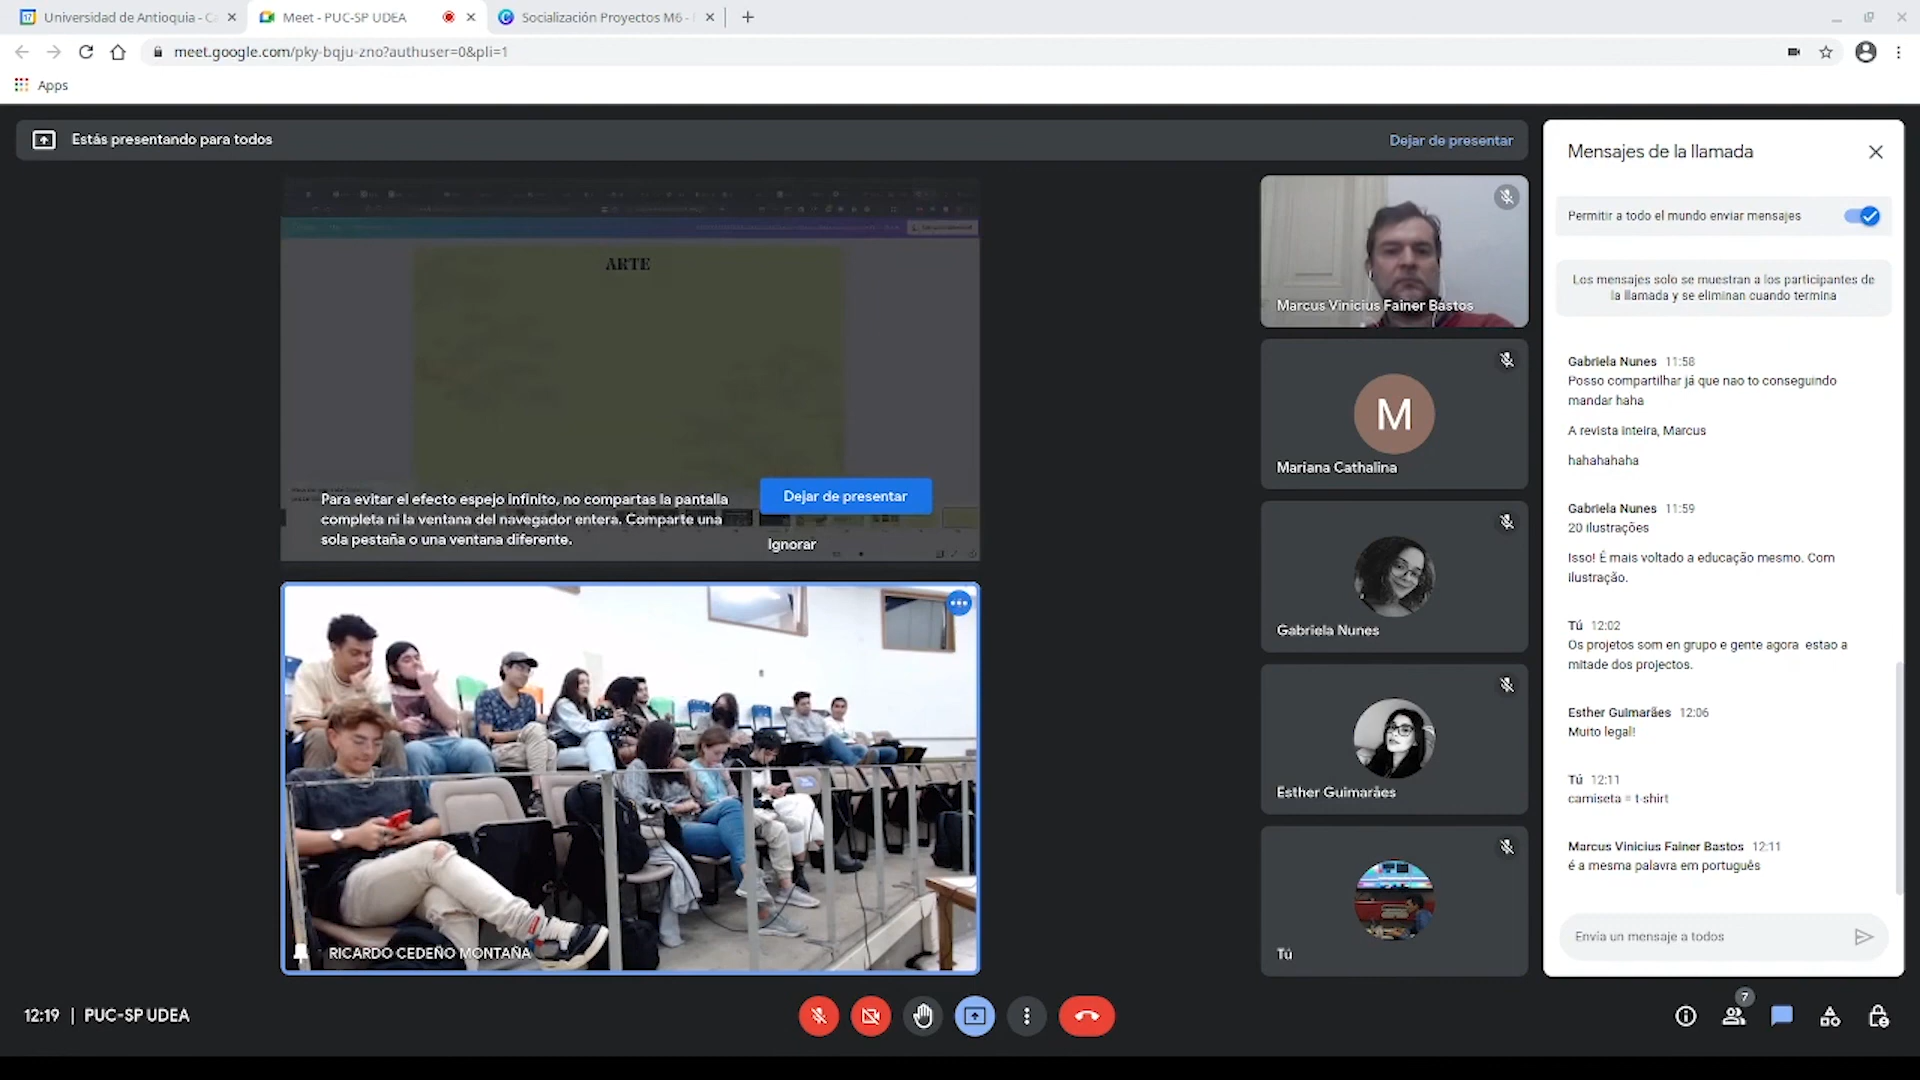 Universidad de Antioquia - C
Meet - PUC-SP UDEA
Socialización Proyectos M6 -
meet.google.com/pky-bqju-zno?authuser=0&pli=1
Apps
Estás presentando para todos
Dejar de presentar
ARTE
Para evitar el efecto espejo infinito, no compartas la pantalla
completa ni la ventana del navegador entera. Comparte una
sola pestaña o una ventana diferente.
Dejar de presentar
Ignorar
RICARDO CEDEÑO MONTAÑA
Marcus Vinicius Fainer Bastos
M
Mariana Cathalina
Gabriela Nunes
Esther Guimarães
Tú
Mensajes de la llamada
Permitir a todo el mundo enviar mensajes
Los mensajes solo se muestran a los participantes de
la llamada y se eliminan cuando termina
Gabriela Nunes 11:58
Posso compartilhar já que nao to conseguindo
mandar haha
A revista inteira, Marcus
hahahahaha
Gabriela Nunes 11:59
20 ilustrações
Isso! É mais voltado a educação mesmo. Com
ilustração.
Tú 12:02
Os projetos som en grupo e gente agora estao a
mitade dos projectos.
Esther Guimarães 12:06
Muito legal!
Tú 12:11
camiseta = t-shirt
Marcus Vinicius Fainer Bastos 12:11
é a mesma palavra em português
Envía un mensaje a todos
12:19 | PUC-SP UDEA
7